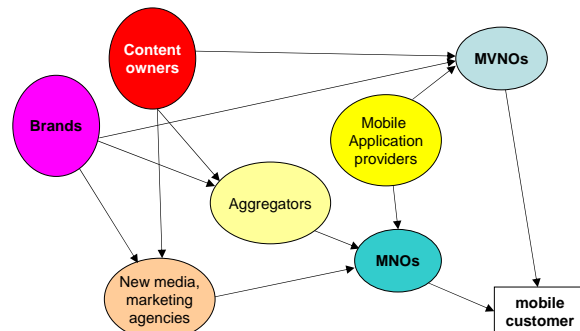 Content
owners
MVNOs
Brands
Mobile
Application
providers
Aggregators
MNOs
New media,
marketing
agencies
mobile
customer